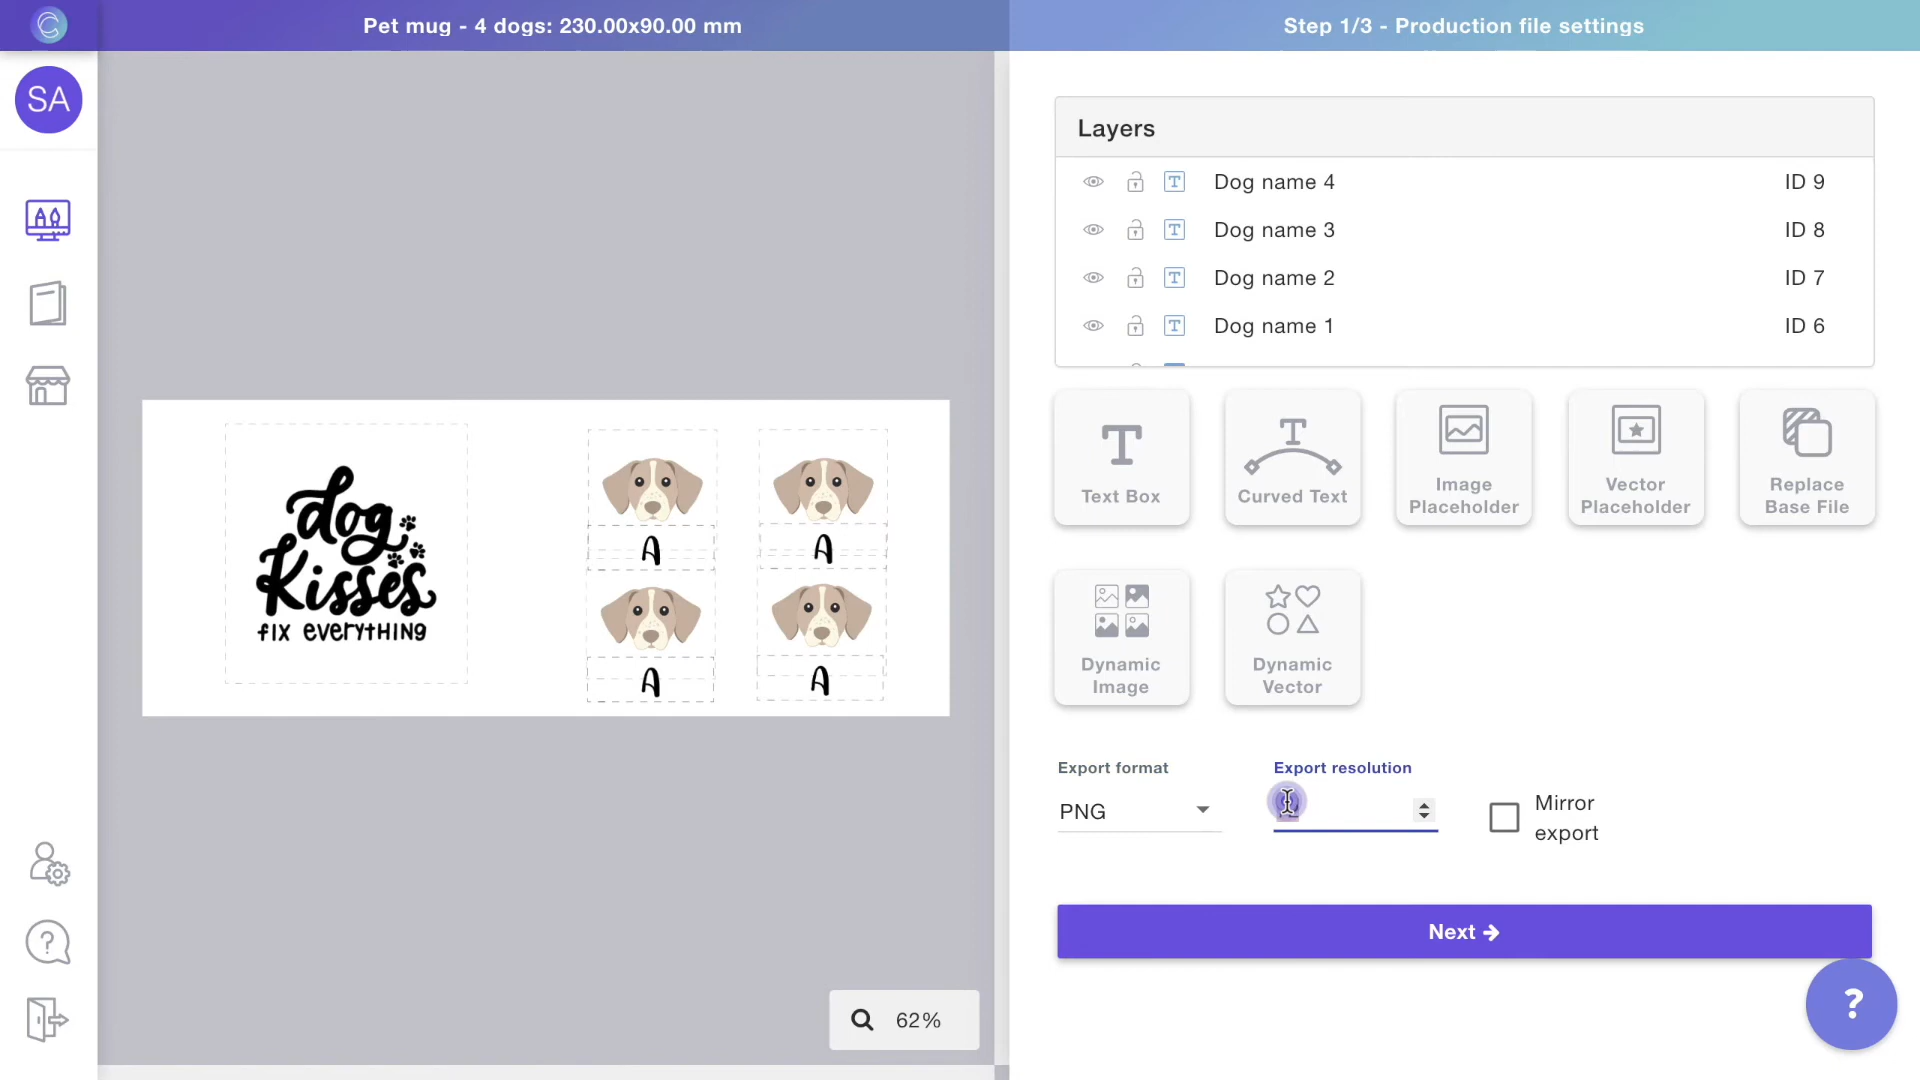 Pet mug - 4 dogs: 230.00x90.00 mm
Step 1/3 - Production file settings
SA
Layers
Dog name 4 ID 9
Dog name 3 ID 8
Dog name 2 ID 7
Dog name 1 ID 6
Text Box
Curved Text
Image
Placeholder
Vector
Placeholder
Replace
Base File
Dynamic
Image
Dynamic
Vector
dog
Kisses
fix everything
A
A
A
A
Export format
Export resolution
PNG
Mirror
export
Next
62%
?